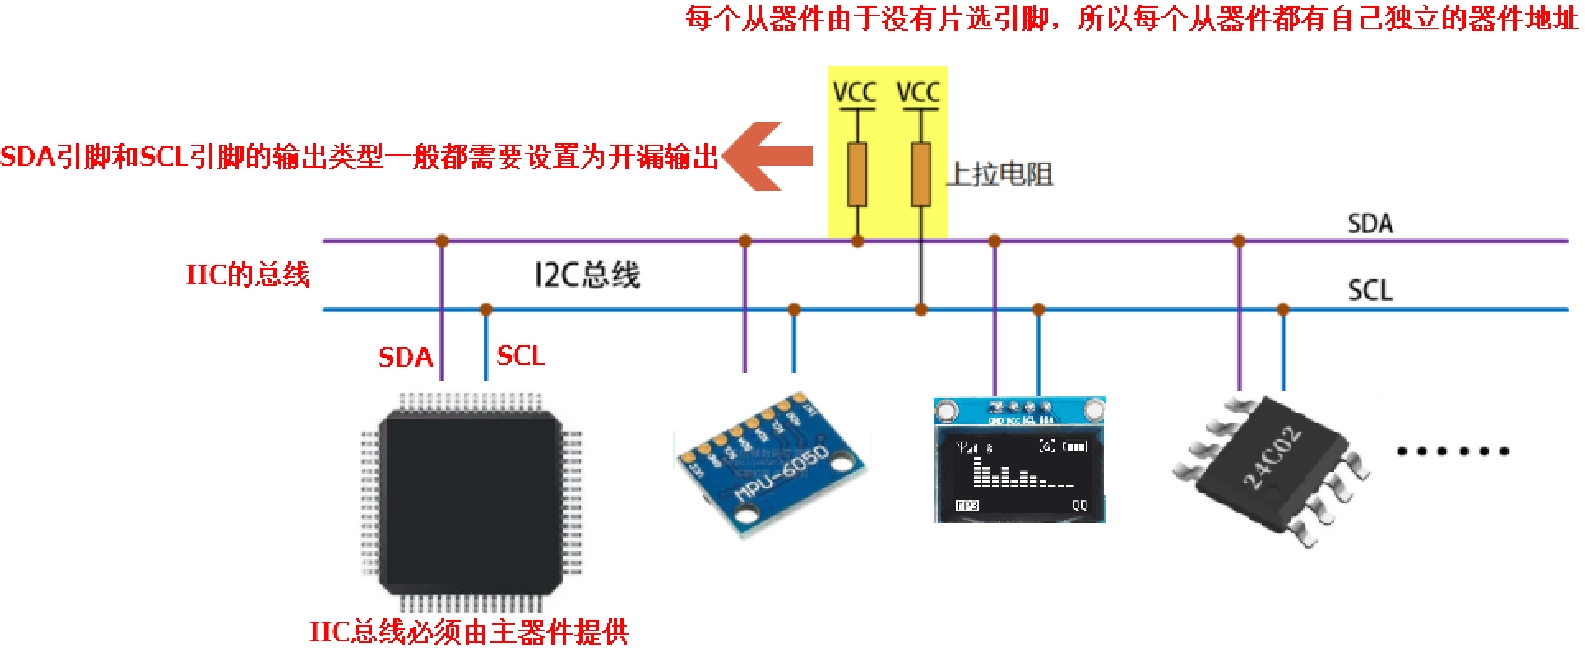 每个从器件由于没有片选引脚，所以每个从器件都有自己独立的器件地址
VCC VCC
SDA引脚和SCL引脚的输出类型一般都需要设置为开漏输出
上拉电阻
SDA
IIC的总线
I2C总线
SCL
SDA SCL
MPU-6050
24C02
MP3
......
IIC总线必须由主器件提供